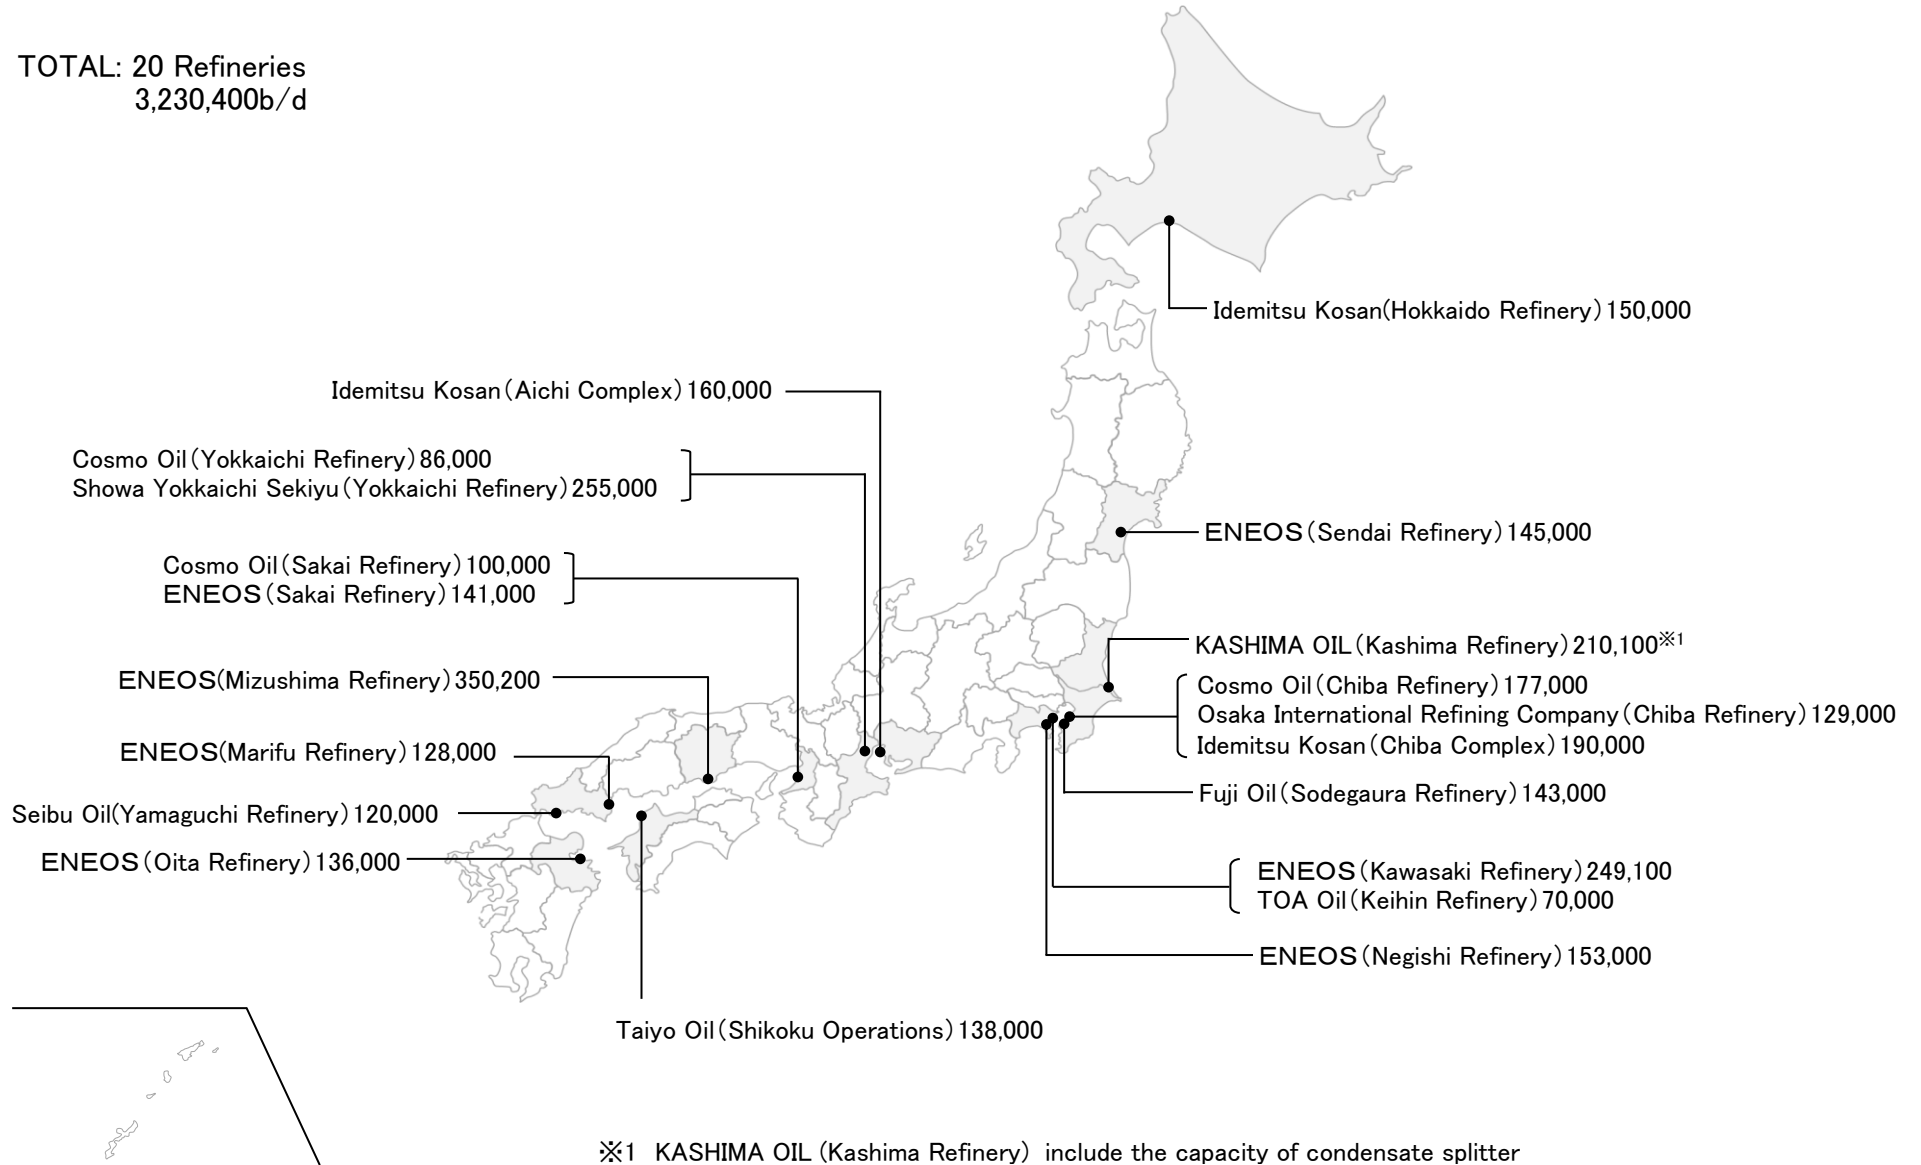 TOTAL: 20 Refineries
3,230,400b/d
Idemitsu Kosan(Hokkaido Refinery)150,000
Idemitsu Kosan(Aichi Complex)160,000
Cosmo Oil(Yokkaichi Refinery)86,000
Showa Yokkaichi Sekiyu(Yokkaichi Refinery)255,000
ENEOS(Sendai Refinery)145,000
Cosmo Oil(Sakai Refinery)100,000
ENEOS(Sakai Refinery)141,000
KASHIMA OIL(Kashima Refinery)210,100※1
ENEOS(Mizushima Refinery)350,200
Cosmo Oil(Chiba Refinery)177,000
Osaka International Refining Company(Chiba Refinery)129,000
Idemitsu Kosan(Chiba Complex)190,000
ENEOS(Marifu Refinery)128,000
Fuji Oil(Sodegaura Refinery)143,000
Seibu Oil(Yamaguchi Refinery)120,000
ENEOS(Oita Refinery)136,000
ENEOS(Kawasaki Refinery)249,100
TOA Oil(Keihin Refinery)70,000
ENEOS(Negishi Refinery)153,000
Taiyo Oil(Shikoku Operations)138,000
※1 KASHIMA OIL (Kashima Refinery) include the capacity of condensate splitter